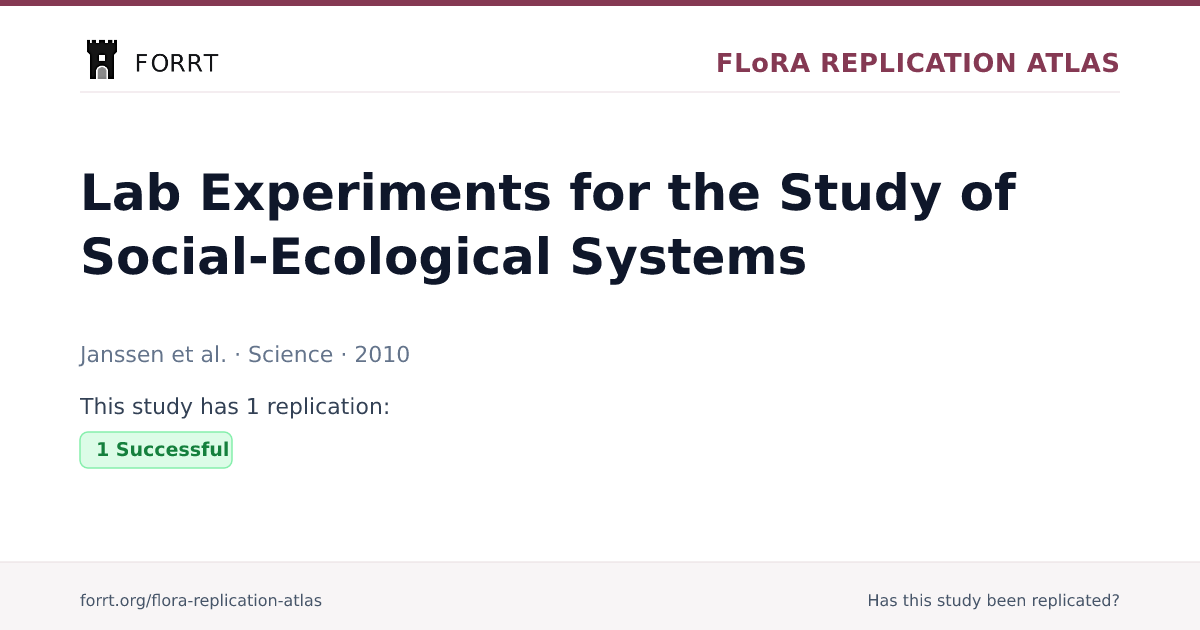 FORRT
FLoRA REPLICATION ATLAS
Lab Experiments for the Study of
Social-Ecological Systems
Janssen et al. · Science · 2010
This study has 1 replication:
1 Successful
forrt.org/flora-replication-atlas
Has this study been replicated?